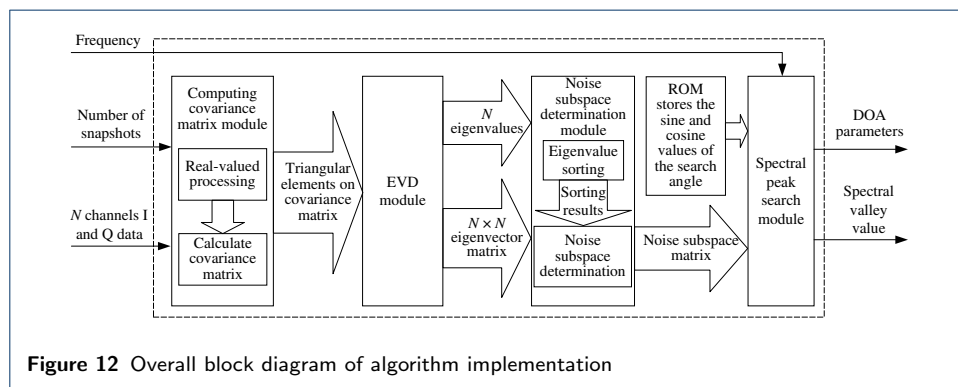 Frequency
Number of
snapshots
N channels I
and Q data
Computing
covariance
matrix module
Real-valued
processing
Calculate
covariance
matrix
Triangular
elements on
covariance
matrix
EVD
module
N
eigenvalues
N × N
eigenvector
matrix
Noise
subspace
determination
module
Eigenvalue
sorting
Sorting
results
Noise
subspace
determination
ROM
stores the
sine and
cosine
values of
the search
angle
Noise subspace
matrix
Spectral
peak
search
module
DOA
parameters
Spectral
valley
value
Figure 12 Overall block diagram of algorithm implementation